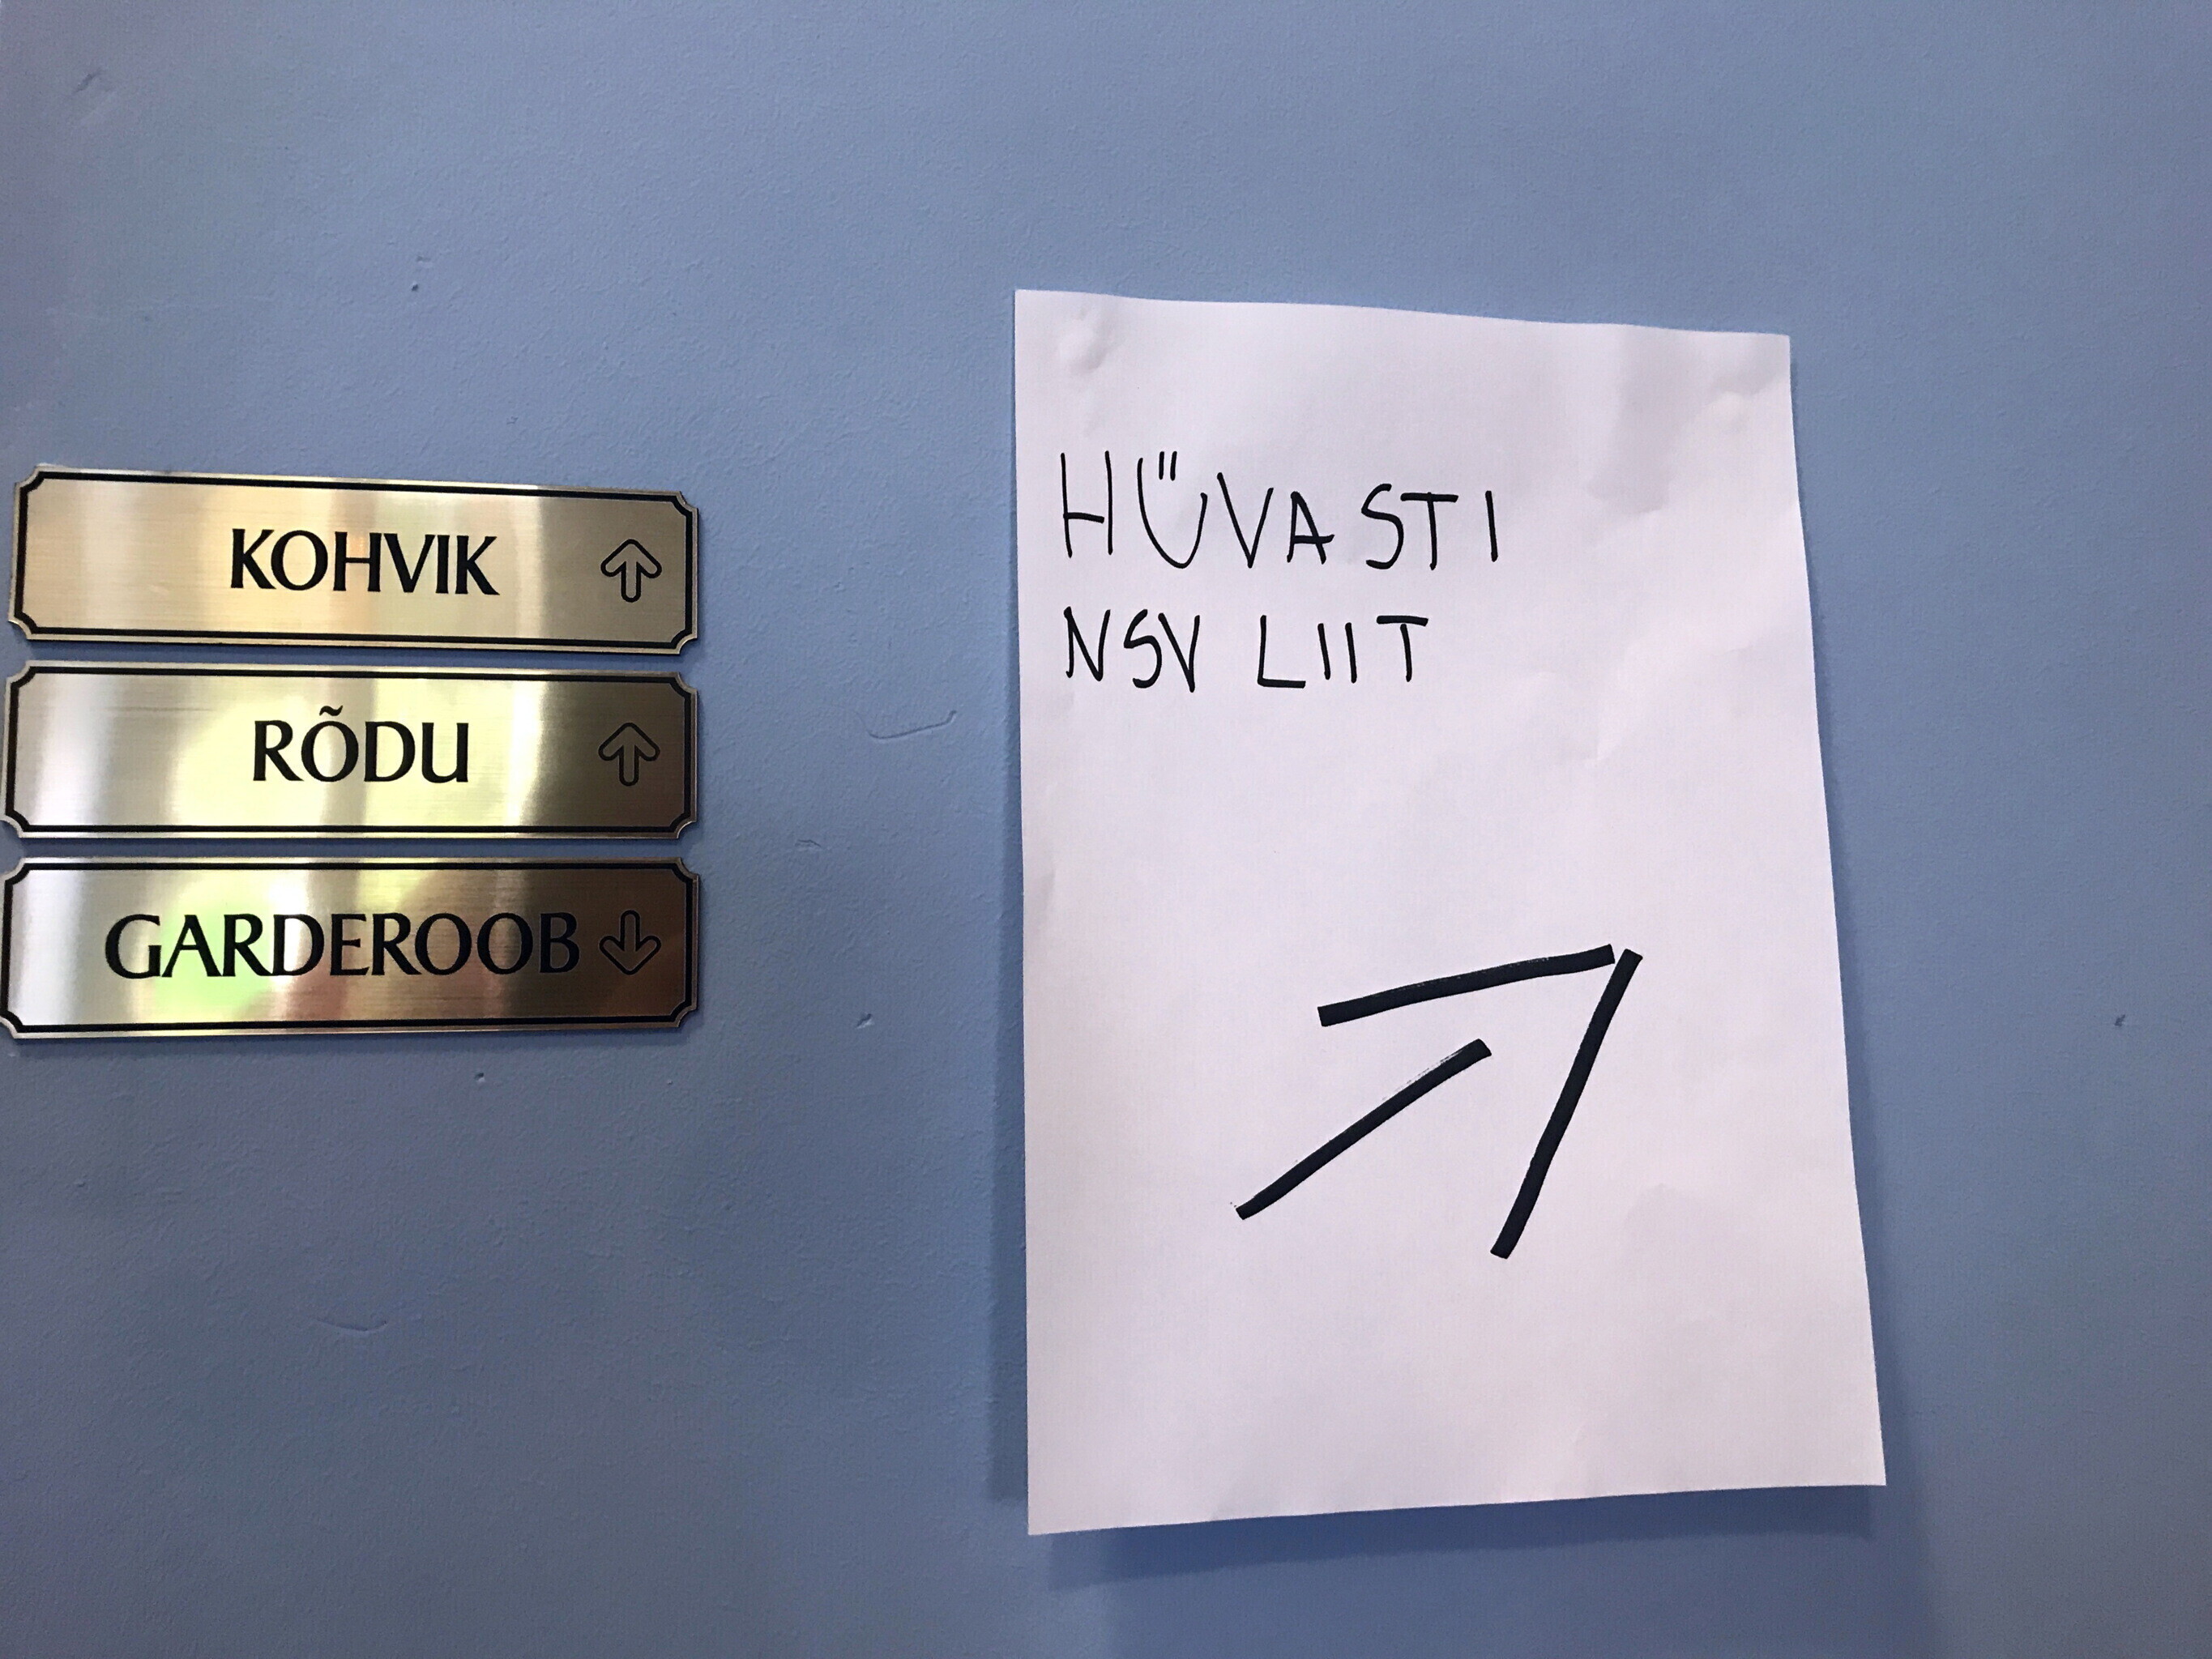 KOHVIK
RÕDU
GARDEROOB
HÜVASTI
NSV LIIT